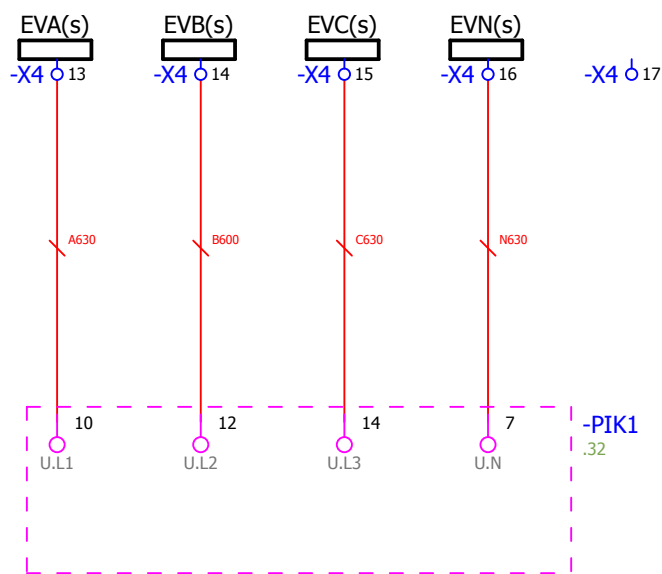 EVA(s) EVB(s) EVC(s) EVN(s)
-X4 13 -X4 14 -X4 15 -X4 16 -X4 17
A630 B600 C630 N630
10 12 14 7 -PIK1
U.L1 U.L2 U.L3 U.N .32